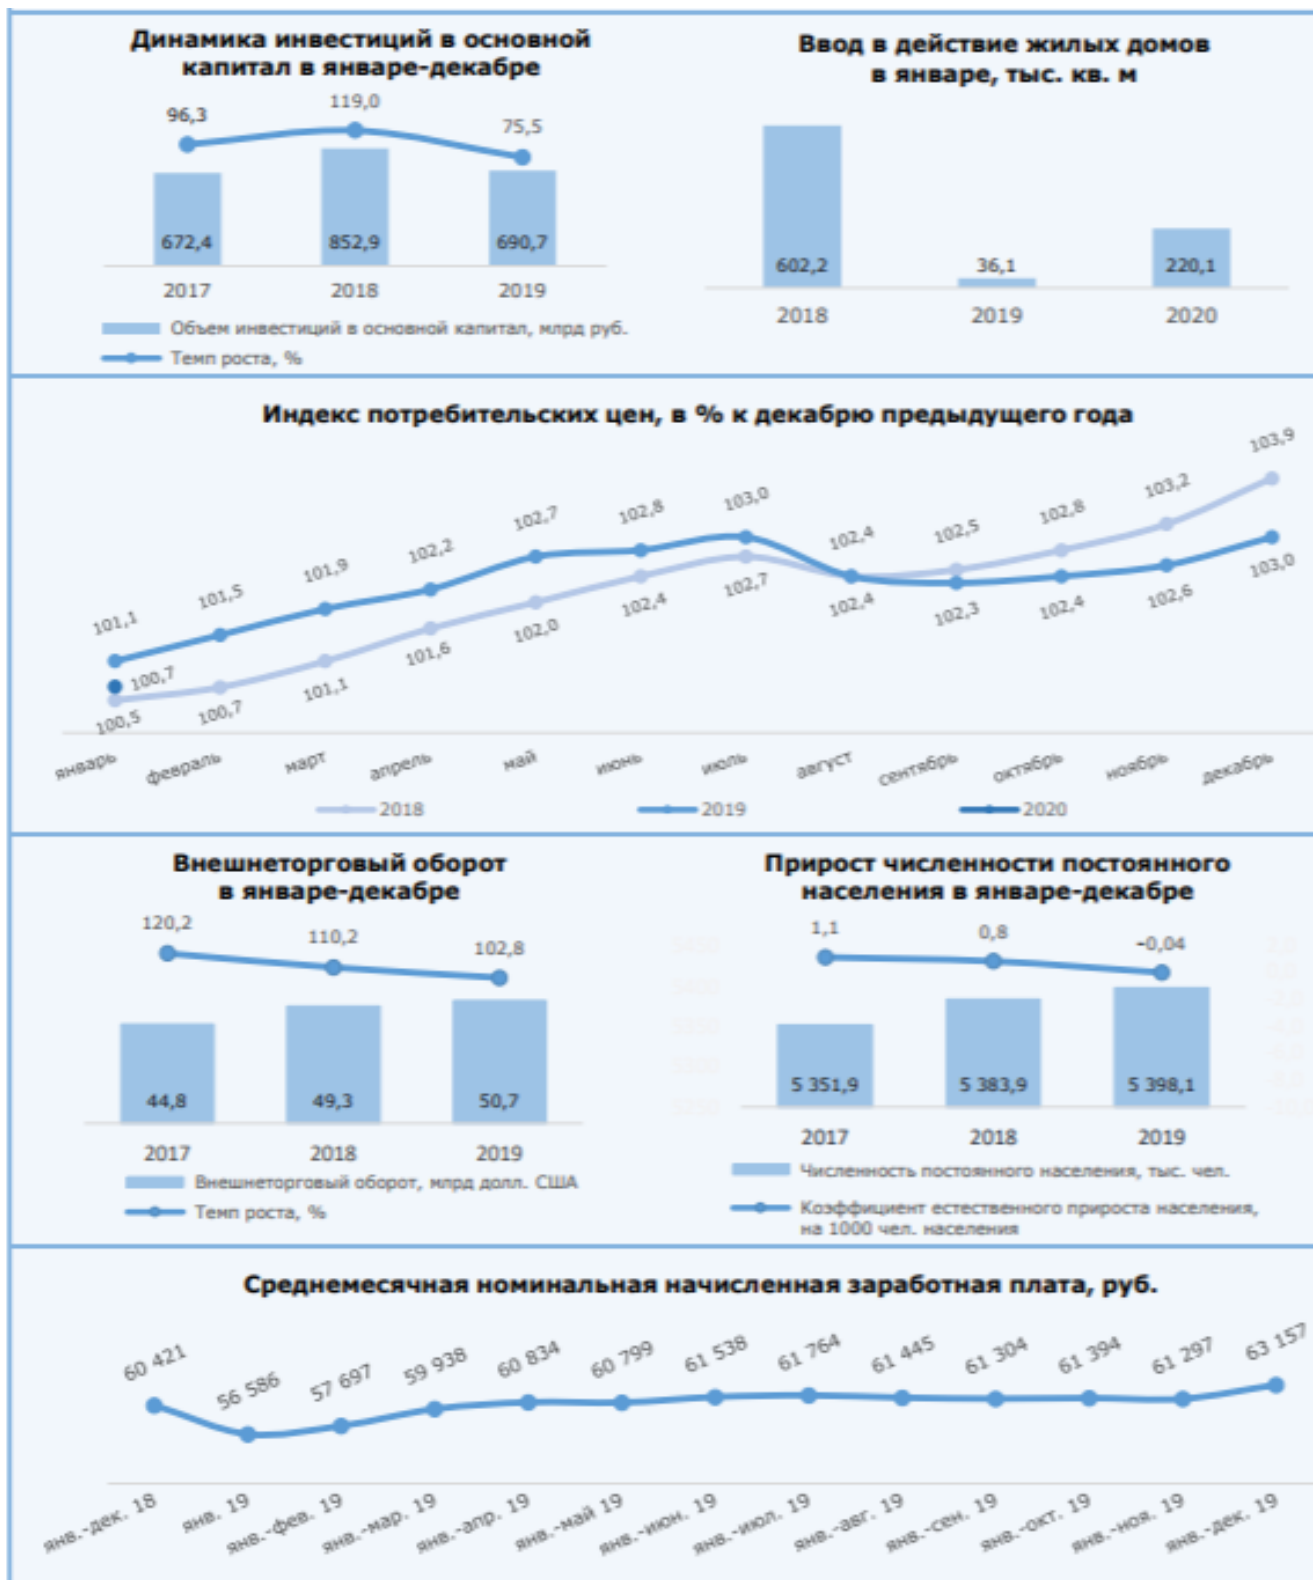 Динамика инвестиций в основной
капитал в январе-декабре
96,3
119,0
75,5
672,4
852,9
690,7
2017
2018
2019
Объем инвестиций в основной капитал, млрд руб.
Темп роста, %
Ввод в действие жилых домов
в январе, тыс. кв. м
602,2
36,1
220,1
2018
2019
2020
Индекс потребительских цен, в % к декабрю предыдущего года
101,1
101,5
101,9
102,2
102,7
102,8
103,0
102,4
102,5
102,8
103,2
103,9
100,7
100,5
100,7
101,1
101,6
102,0
102,4
102,7
102,4
102,3
102,4
102,6
103,0
январь
февраль
март
апрель
май
июнь
июль
август
сентябрь
октябрь
ноябрь
декабрь
2018
2019
2020
Внешнеторговый оборот
в январе-декабре
120,2
110,2
102,8
44,8
49,3
50,7
2017
2018
2019
Внешнеторговый оборот, млрд долл. США
Темп роста, %
Прирост численности постоянного
населения в январе-декабре
1,1
0,8
-0,04
5 351,9
5 383,9
5 398,1
2017
2018
2019
Численность постоянного населения, тыс. чел.
Коэффициент естественного прироста населения,
на 1000 чел. населения
Среднемесячная номинальная начисленная заработная плата, руб.
60 421
56 586
57 697
59 938
60 834
60 799
61 538
61 764
61 445
61 304
61 394
61 297
63 157
янв.-дек. 18
янв. 19
янв.-фев. 19
янв.-мар. 19
янв.-апр. 19
янв.-май 19
янв.-июн. 19
янв.-июл. 19
янв.-авг. 19
янв.-сен. 19
янв.-окт. 19
янв.-ноя. 19
янв.-дек. 19